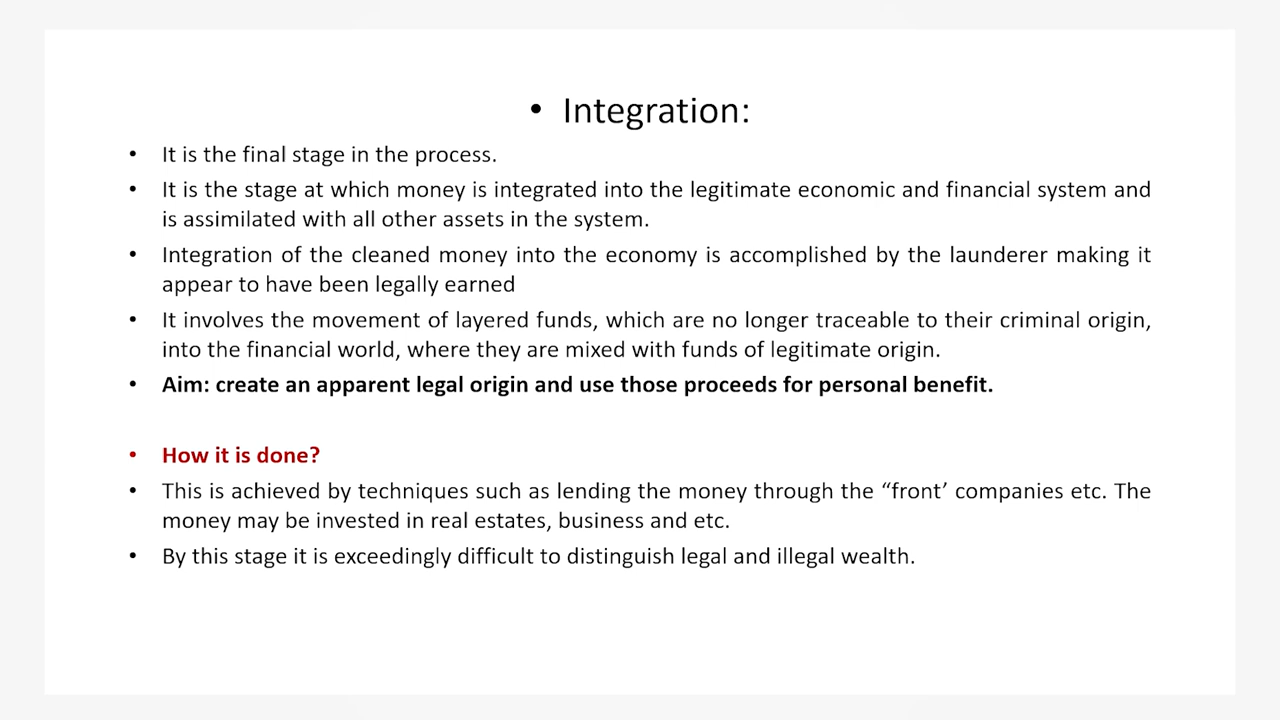 • Integration:
• It is the final stage in the process.
• It is the stage at which money is integrated into the legitimate economic and financial system and
is assimilated with all other assets in the system.
• Integration of the cleaned money into the economy is accomplished by the launderer making it
appear to have been legally earned
• It involves the movement of layered funds, which are no longer traceable to their criminal origin,
into the financial world, where they are mixed with funds of legitimate origin.
• Aim: create an apparent legal origin and use those proceeds for personal benefit.
• How it is done?
• This is achieved by techniques such as lending the money through the “front’ companies etc. The
money may be invested in real estates, business and etc.
• By this stage it is exceedingly difficult to distinguish legal and illegal wealth.